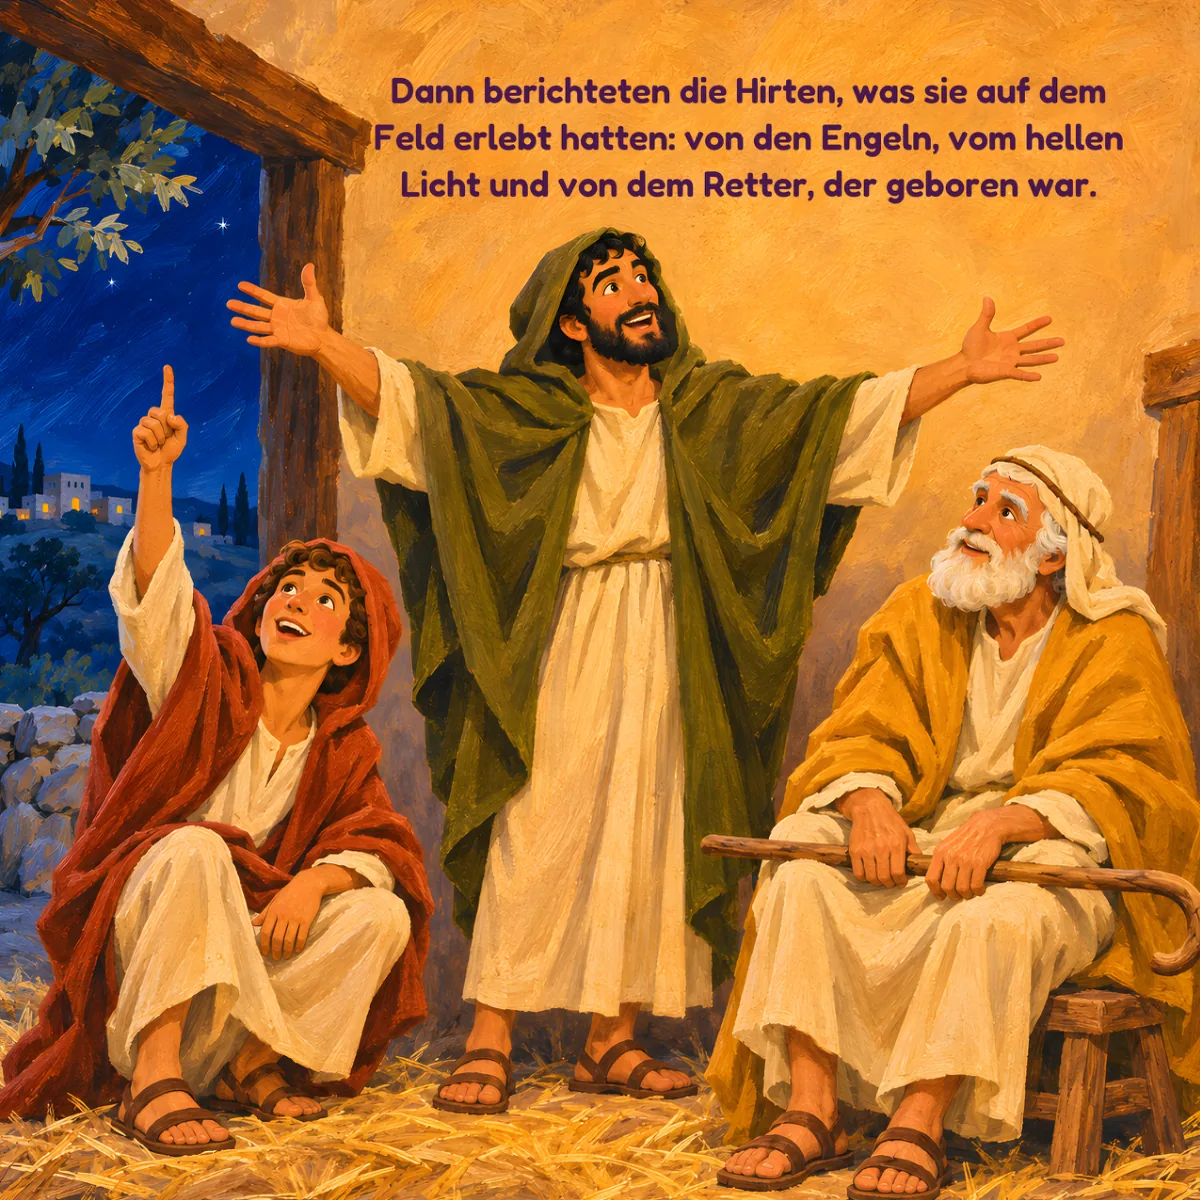 Dann berichteten die Hirten, was sie auf dem
Feld erlebt hatten: von den Engeln, vom hellen
Licht und von dem Retter, der geboren war.